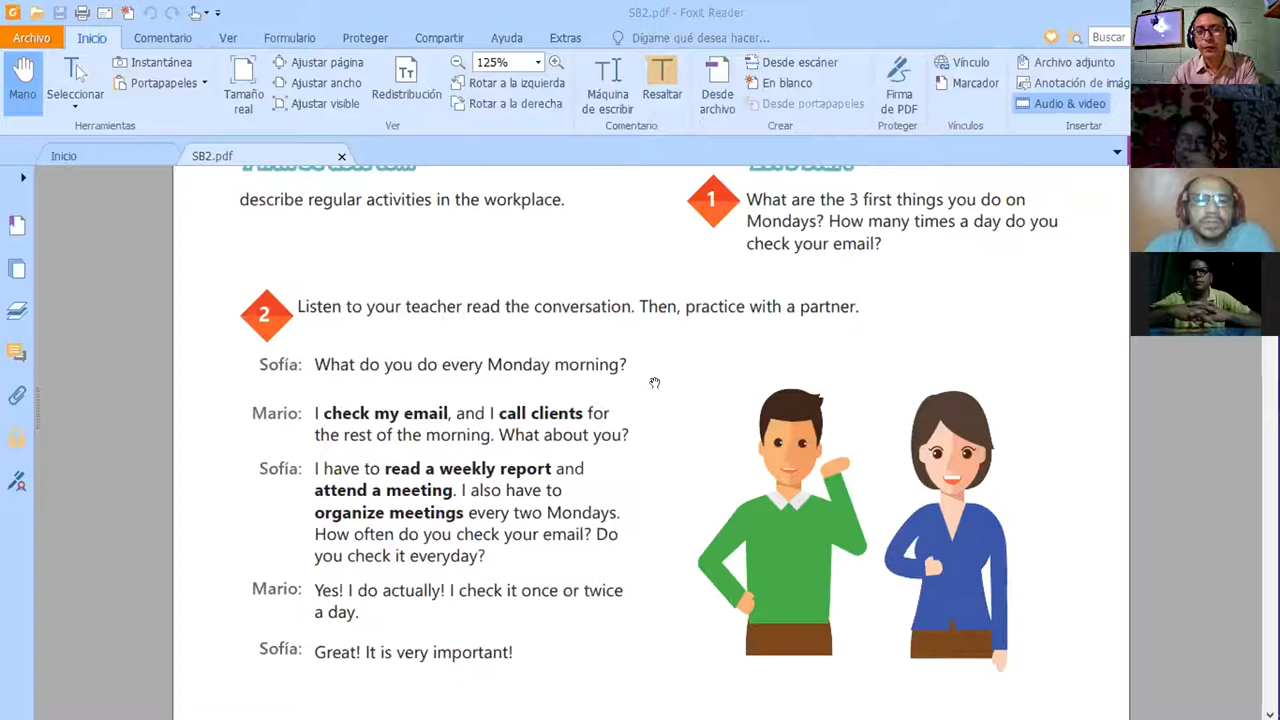 SB2.pdf - Foxit Reader
Archivo Inicio Comentario Ver Formulario Proteger Compartir Ayuda Extras Dígame qué desea hacer... Buscar
Mano
Seleccionar
Instantánea
Portapapeles
Herramientas
Tamaño real
Ajustar página
Ajustar ancho
Ajustar visible
Redistribución
125%
Rotar a la izquierda
Rotar a la derecha
Ver
Máquina de escribir
Resaltar
Comentario
Desde archivo
Desde escáner
En blanco
Desde portapapeles
Crear
Firma de PDF
Proteger
Vínculo
Marcador
Vínculos
Archivo adjunto
Anotación de imág
Audio & video
Insertar
Inicio
SB2.pdf
describe regular activities in the workplace.
1
What are the 3 first things you do on
Mondays? How many times a day do you
check your email?
2
Listen to your teacher read the conversation. Then, practice with a partner.
Sofía: What do you do every Monday morning?
Mario: I check my email, and I call clients for
the rest of the morning. What about you?
Sofía: I have to read a weekly report and
attend a meeting. I also have to
organize meetings every two Mondays.
How often do you check your email? Do
you check it everyday?
Mario: Yes! I do actually! I check it once or twice
a day.
Sofía: Great! It is very important!